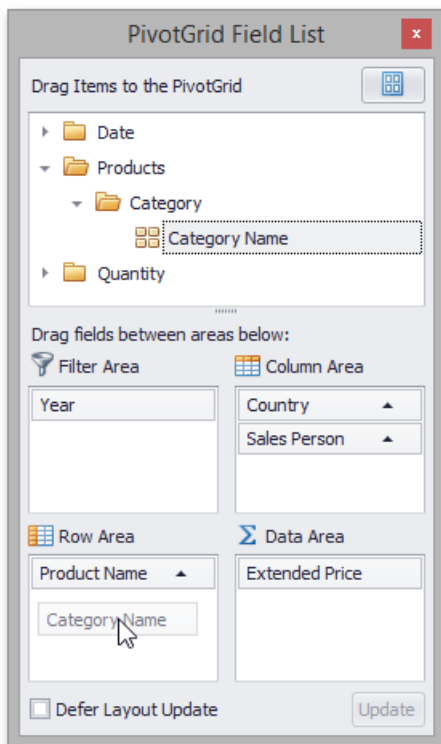 PivotGrid Field List
x
Drag Items to the PivotGrid
Date
Products
Category
Category Name
Quantity
Drag fields between areas below:
Filter Area
Year
Column Area
Country
Sales Person
Row Area
Product Name
Category Name
Σ Data Area
Extended Price
Defer Layout Update
Update